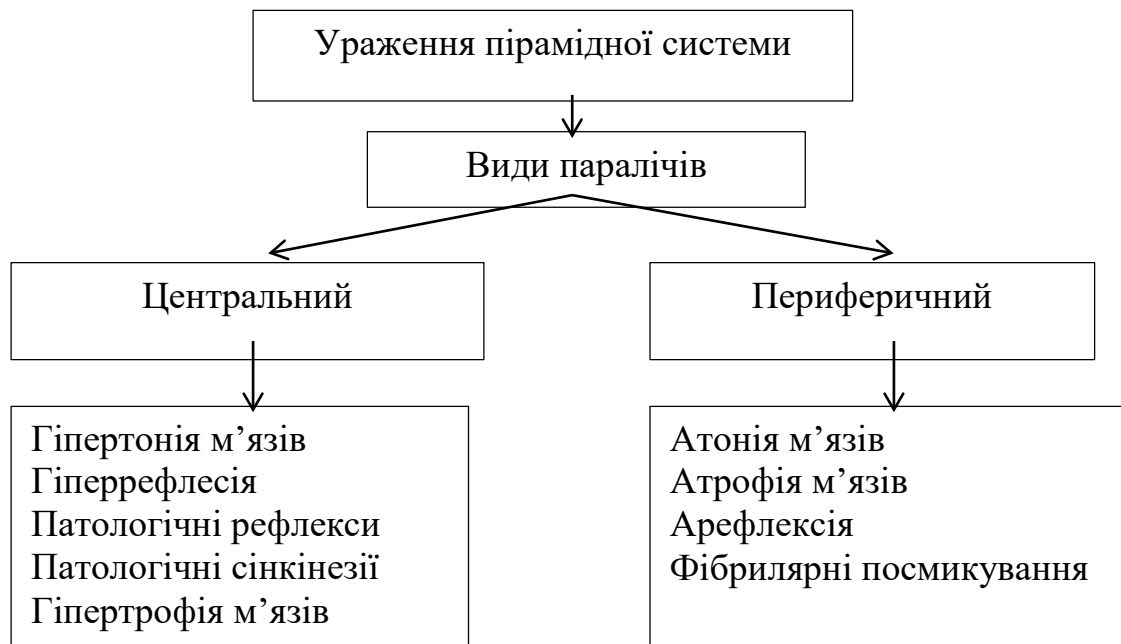 Ураження пірамідної системи
Види паралічів
Центральний
Периферичний
Гіпертонія м’язів
Гіперрефлесія
Патологічні рефлекси
Патологічні сінкінезії
Гіпертрофія м’язів
Атонія м’язів
Атрофія м’язів
Арефлексія
Фібрилярні посмикування